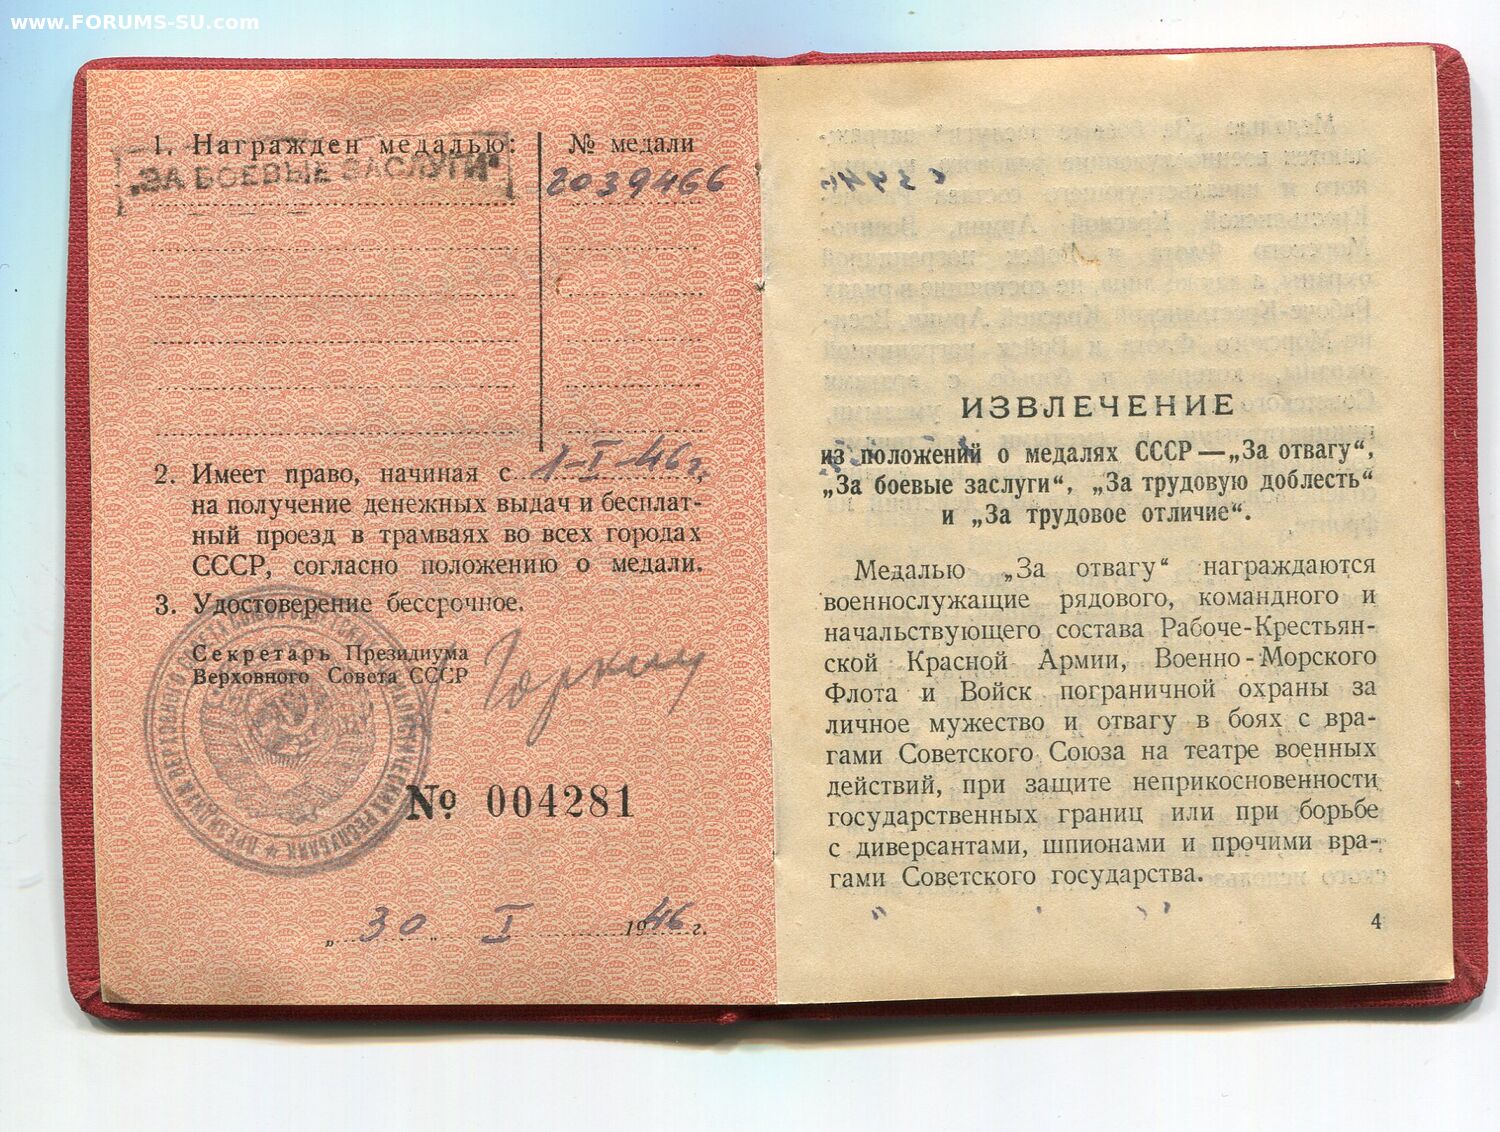 www.FORUMS-SU.com
1. Награжден медалью:
„ЗА БОЕВЫЕ ЗАСЛУГИ“
№ медали
2039466
2. Имеет право, начиная с 1-I-46 г.
на получение денежных выдач и бесплат-
ный проезд в трамваях во всех городах
СССР, согласно положению о медали.
3. Удостоверение бессрочное.
Секретарь Президиума
Верховного Совета СССР
Горкин
№ 004281
„ 30 “ I 1946 г.
ИЗВЛЕЧЕНИЕ
из положений о медалях СССР — „За отвагу“,
„За боевые заслуги“, „За трудовую доблесть“
и „За трудовое отличие“.
Медалью „За отвагу“ награждаются
военнослужащие рядового, командного и
начальствующего состава Рабоче-Крестьян-
ской Красной Армии, Военно-Морского
Флота и Войск пограничной охраны за
личное мужество и отвагу в боях с вра-
гами Советского Союза на театре военных
действий, при защите неприкосновенности
государственных границ или при борьбе
с диверсантами, шпионами и прочими вра-
гами Советского государства.
4